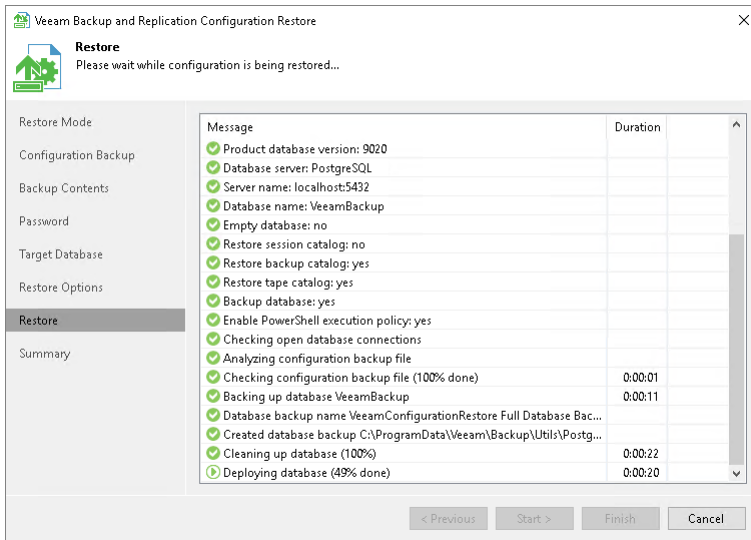 Veeam Backup and Replication Configuration Restore
Restore
Please wait while configuration is being restored...
Restore Mode
Configuration Backup
Backup Contents
Password
Target Database
Restore Options
Restore
Summary
Message Duration
Product database version: 9020
Database server: PostgreSQL
Server name: localhost:5432
Database name: VeeamBackup
Empty database: no
Restore session catalog: no
Restore backup catalog: yes
Restore tape catalog: yes
Backup database: yes
Enable PowerShell execution policy: yes
Checking open database connections
Analyzing configuration backup file
Checking configuration backup file (100% done) 0:00:01
Backing up database VeeamBackup 0:00:11
Database backup name VeeamConfigurationRestore Full Database Bac...
Created database backup C:\ProgramData\Veeam\Backup\Utils\Postg...
Cleaning up database (100%) 0:00:22
Deploying database (49% done) 0:00:20
< Previous Start > Finish Cancel